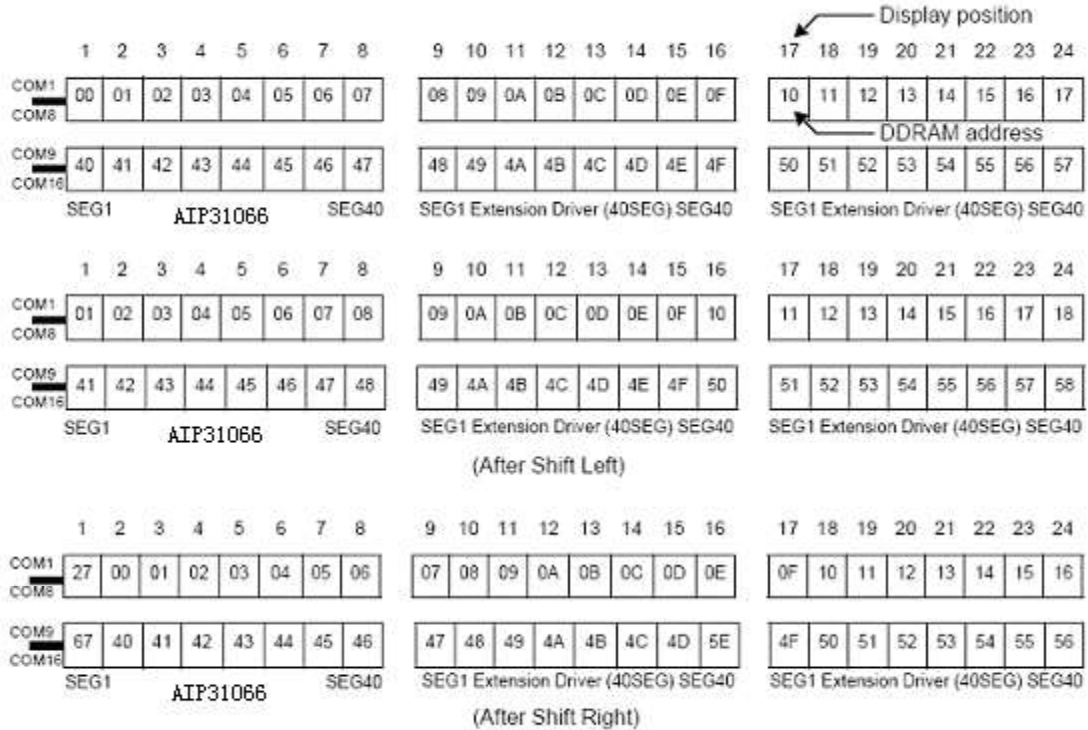 Display position
1 2 3 4 5 6 7 8 9 10 11 12 13 14 15 16 17 18 19 20 21 22 23 24
COM1
COM8
00 01 02 03 04 05 06 07 08 09 0A 0B 0C 0D 0E 0F 10 11 12 13 14 15 16 17
DDRAM address
COM9
COM16
40 41 42 43 44 45 46 47 48 49 4A 4B 4C 4D 4E 4F 50 51 52 53 54 55 56 57
SEG1 AIP31066 SEG40 SEG1 Extension Driver (40SEG) SEG40 SEG1 Extension Driver (40SEG) SEG40
1 2 3 4 5 6 7 8 9 10 11 12 13 14 15 16 17 18 19 20 21 22 23 24
COM1
COM8
01 02 03 04 05 06 07 08 09 0A 0B 0C 0D 0E 0F 10 11 12 13 14 15 16 17 18
COM9
COM16
41 42 43 44 45 46 47 48 49 4A 4B 4C 4D 4E 4F 50 51 52 53 54 55 56 57 58
SEG1 AIP31066 SEG40 SEG1 Extension Driver (40SEG) SEG40 SEG1 Extension Driver (40SEG) SEG40
(After Shift Left)
1 2 3 4 5 6 7 8 9 10 11 12 13 14 15 16 17 18 19 20 21 22 23 24
COM1
COM8
27 00 01 02 03 04 05 06 07 08 09 0A 0B 0C 0D 0E 0F 10 11 12 13 14 15 16
COM9
COM16
67 40 41 42 43 44 45 46 47 48 49 4A 4B 4C 4D 5E 4F 50 51 52 53 54 55 56
SEG1 AIP31066 SEG40 SEG1 Extension Driver (40SEG) SEG40 SEG1 Extension Driver (40SEG) SEG40
(After Shift Right)